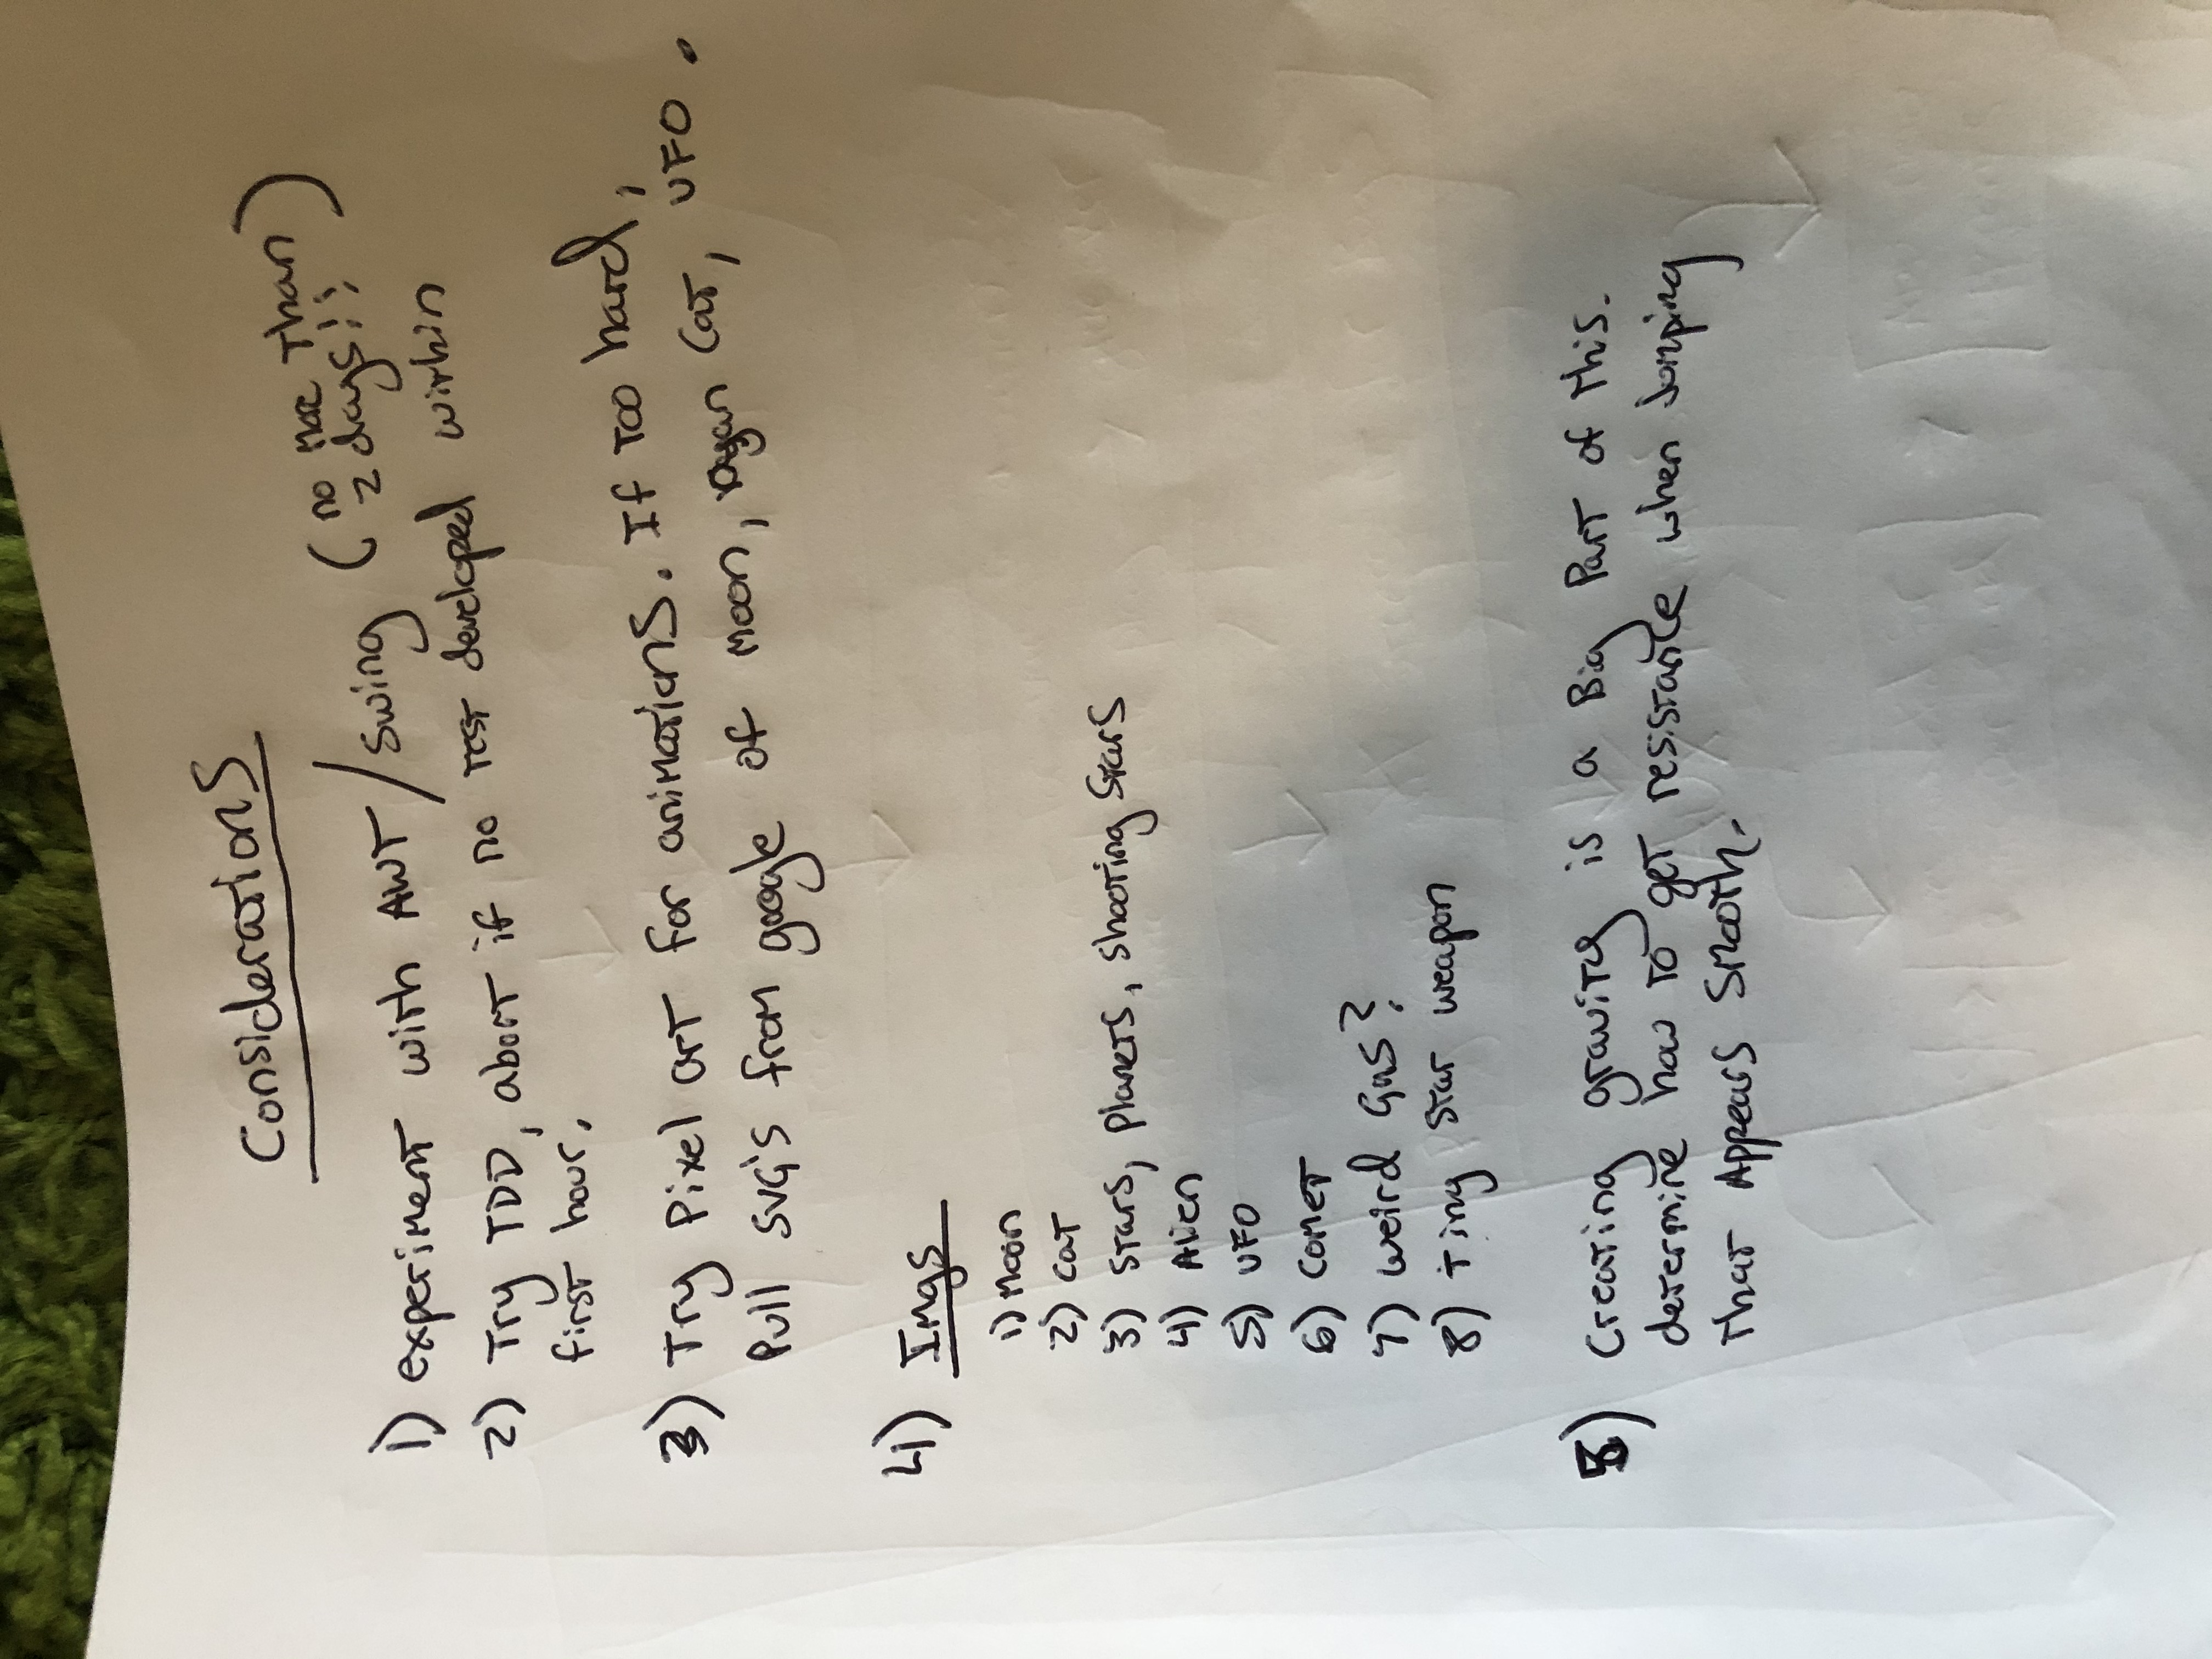 Considerations
1) experiment with AWT/Swing (no more than 2 days!!)
2) Try TDD, abort if no test developed within
first hour.
3) Try Pixel art for animations. If too hard,
Pull SVG's from google of moon, nyan Cat, UFO.
4) Imgs
1) Moon
2) Cat
3) Stars, Planets, Shooting Stars
4) Alien
5) UFO
6) Comet
7) weird Gas?
8) Tiny Star weapon
5) Creating gravity is a Big Part of this.
determine how to get resistance when jumping
that Appears Smooth.